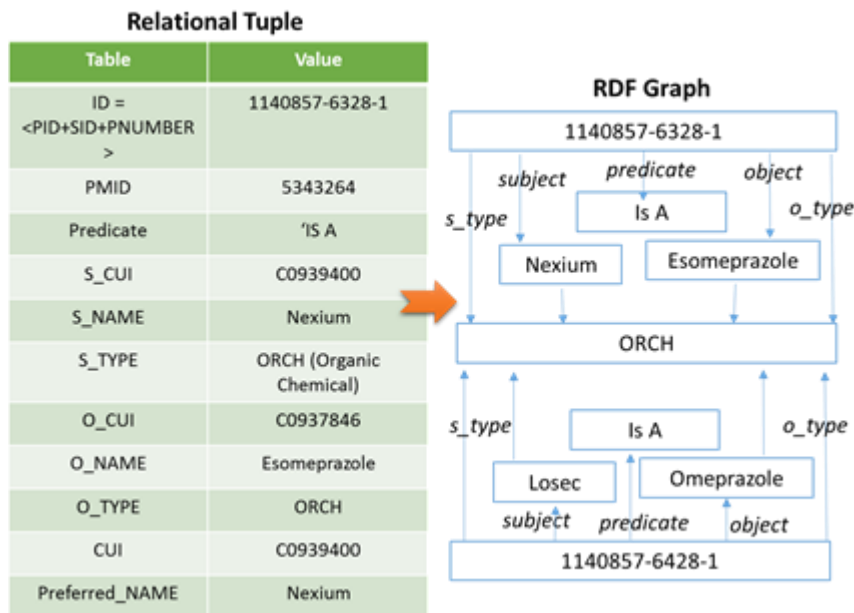 Relational Tuple
Table Value
ID =
<PID+SID+PNUMBER
>
1140857-6328-1
PMID 5343264
Predicate ‘IS A
S_CUI C0939400
S_NAME Nexium
S_TYPE ORCH (Organic
Chemical)
O_CUI C0937846
O_NAME Esomeprazole
O_TYPE ORCH
CUI C0939400
Preferred_NAME Nexium
RDF Graph
1140857-6328-1
subject predicate object
s_type Is A o_type
Nexium Esomeprazole
ORCH
s_type Is A o_type
Losec Omeprazole
subject predicate object
1140857-6428-1